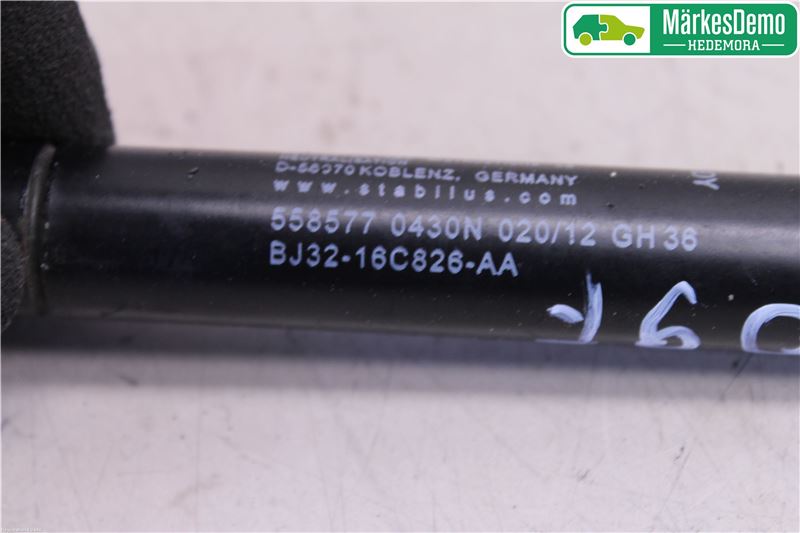 MärkesDemo
HEDEMORA
D-56070 KOBLENZ, GERMANY
www.stabilus.com
558577 0430N 020/12 GH36
BJ32-16C826-AA